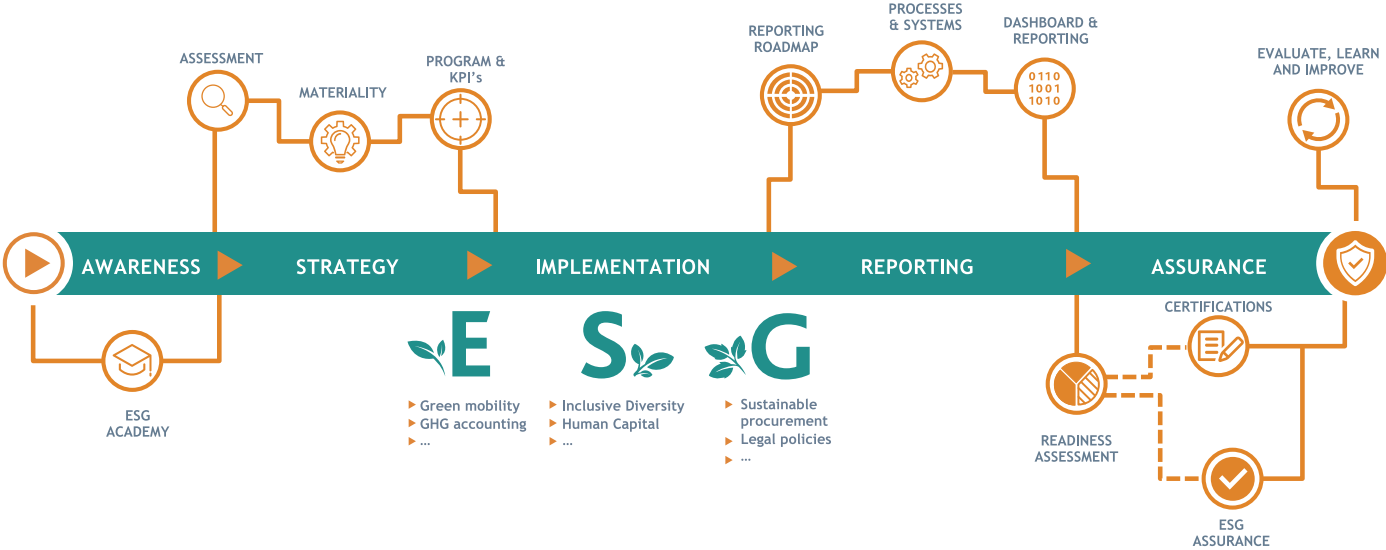 ASSESSMENT
MATERIALITY
PROGRAM &
KPI's
REPORTING
ROADMAP
PROCESSES
& SYSTEMS
DASHBOARD &
REPORTING
0110
1001
1010
EVALUATE, LEARN
AND IMPROVE
AWARENESS
STRATEGY
IMPLEMENTATION
REPORTING
ASSURANCE
ESG
ACADEMY
E
Green mobility
GHG accounting
...
S
Inclusive Diversity
Human Capital
...
G
Sustainable
procurement
Legal policies
...
READINESS
ASSESSMENT
CERTIFICATIONS
ESG
ASSURANCE